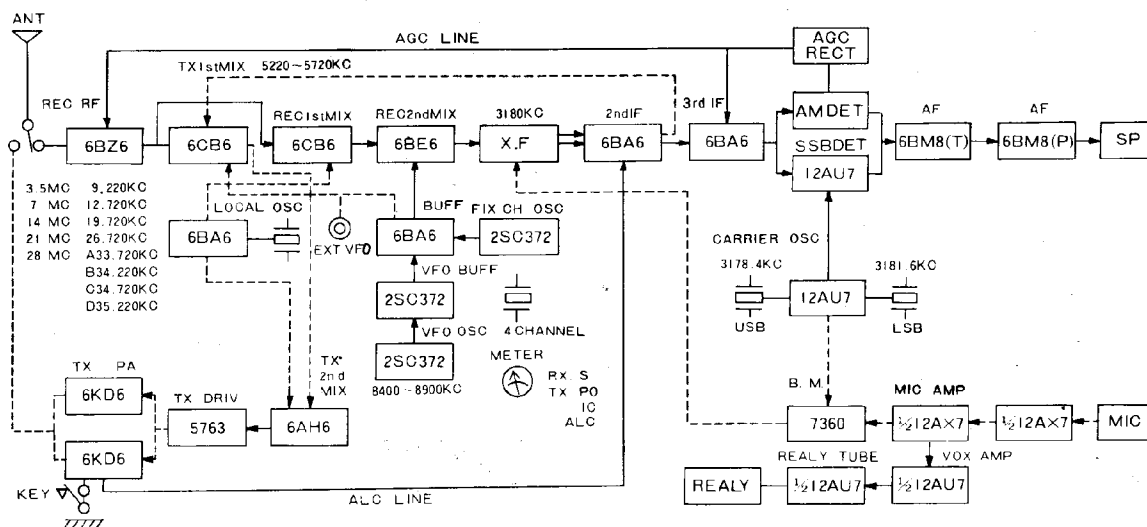 ANT
AGC LINE
AGC
RECT
TX1stMIX 5220~5720KC
REC RF
REC1stMIX
REC2ndMIX
3180KC
2ndIF
3rd IF
AMDET
AF
AF
6BZ6
6CB6
6CB6
6BE6
X.F
6BA6
6BA6
SSBDET
12AU7
6BM8(T)
6BM8(P)
SP
3.5MC 9.220KC
7 MC 12.720KC
14 MC 19.720KC
21 MC 26.720KC
28 MC A33.720KC
B34.220KC
C34.720KC
D35.220KC
LOCAL OSC
6BA6
EXT VFO
BUFF
6BA6
FIX CH OSC
2SC372
VFO BUFF
2SC372
4 CHANNEL
VFO OSC
2SC372
8400~8900KC
METER
RX. S
TX PO
IC
ALC
CARRIER OSC
3178.4KC
3181.6KC
12AU7
USB
LSB
TX PA
6KD6
6KD6
TX DRIV
5763
TX
2nd
MIX
6AH6
B. M.
7360
MIC AMP
½12AX7
½12AX7
MIC
REALY TUBE
VOX AMP
REALY
½12AU7
½12AU7
KEY
ALC LINE